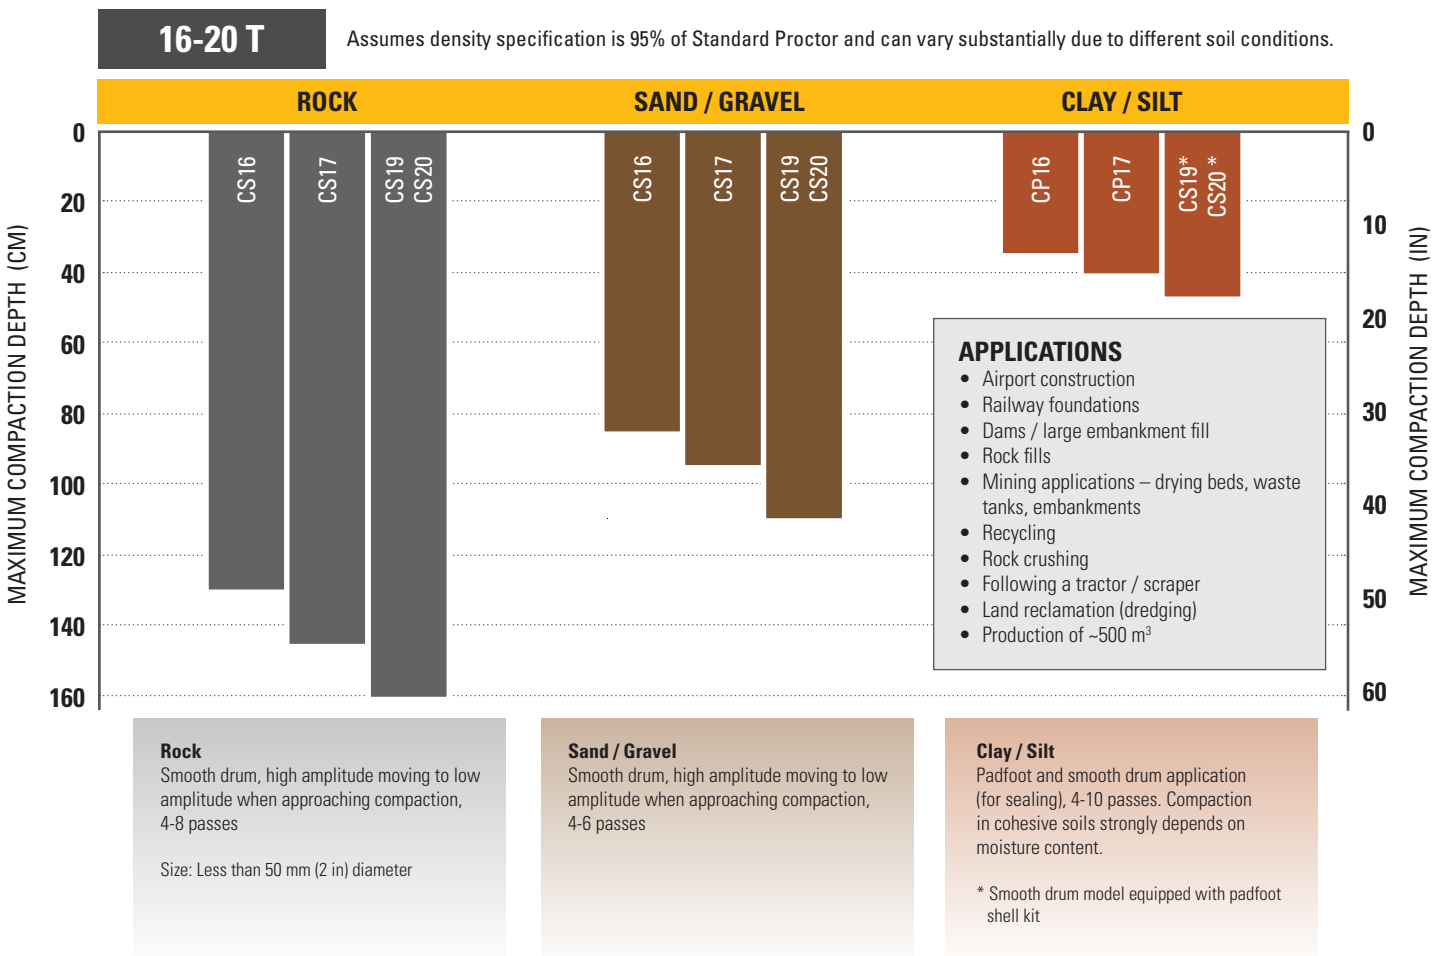 16-20 T
Assumes density specification is 95% of Standard Proctor and can vary substantially due to different soil conditions.
ROCK
SAND / GRAVEL
CLAY / SILT
MAXIMUM COMPACTION DEPTH (CM)
0
20
40
60
80
100
120
140
160
CS16
CS17
CS19
CS20
CS16
CS17
CS19
CS20
CP16
CP17
CS19*
CS20 *
0
10
20
30
40
50
60
MAXIMUM COMPACTION DEPTH (IN)
APPLICATIONS
• Airport construction
• Railway foundations
• Dams / large embankment fill
• Rock fills
• Mining applications – drying beds, waste
tanks, embankments
• Recycling
• Rock crushing
• Following a tractor / scraper
• Land reclamation (dredging)
• Production of ~500 m³
Rock
Smooth drum, high amplitude moving to low
amplitude when approaching compaction,
4-8 passes
Size: Less than 50 mm (2 in) diameter
Sand / Gravel
Smooth drum, high amplitude moving to low
amplitude when approaching compaction,
4-6 passes
Clay / Silt
Padfoot and smooth drum application
(for sealing), 4-10 passes. Compaction
in cohesive soils strongly depends on
moisture content.
* Smooth drum model equipped with padfoot
shell kit